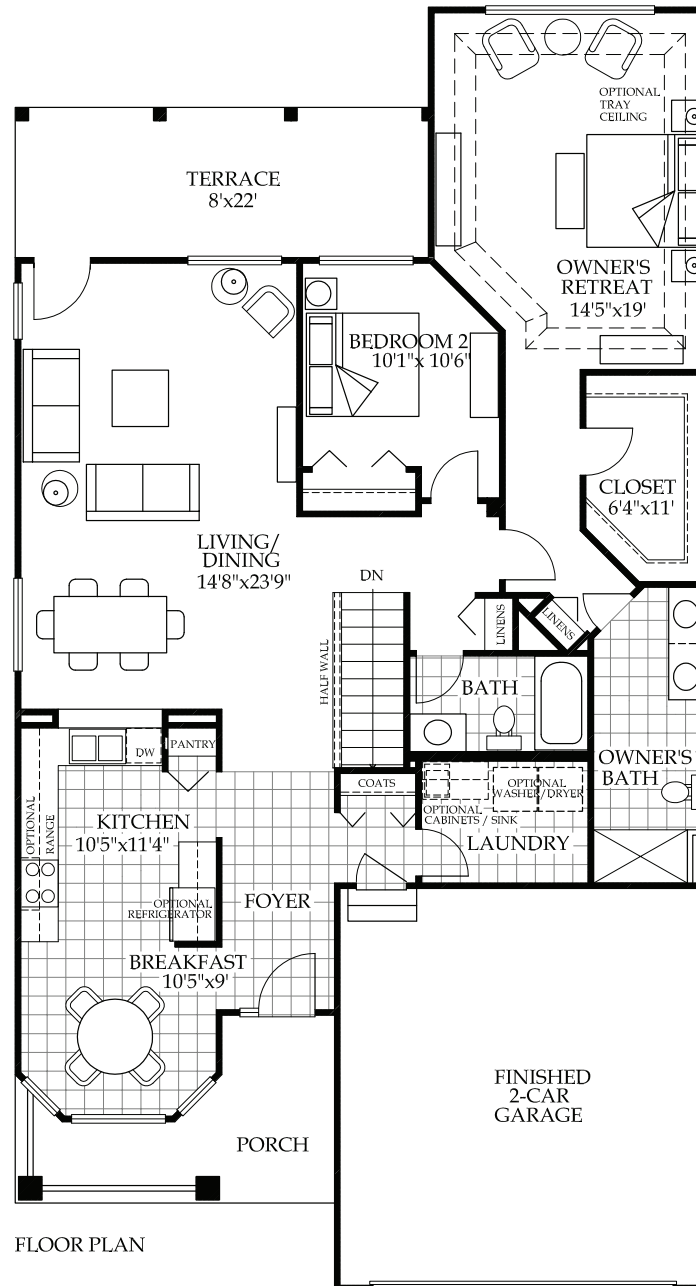 OPTIONAL
TRAY
CEILING
TERRACE
8'x22'
OWNER'S
RETREAT
14'5"x19'
BEDROOM 2
10'1"x 10'6"
CLOSET
6'4"x11'
LIVING/
DINING
14'8"x23'9"
DN
HALF WALL
LINENS
LINENS
BATH
OWNER'S
BATH
DW
PANTRY
COATS
OPTIONAL
WASHER/DRYER
OPTIONAL
CABINETS / SINK
LAUNDRY
OPTIONAL
RANGE
KITCHEN
10'5"x11'4"
OPTIONAL
REFRIGERATOR
FOYER
BREAKFAST
10'5"x9'
FINISHED
2-CAR
GARAGE
PORCH
FLOOR PLAN